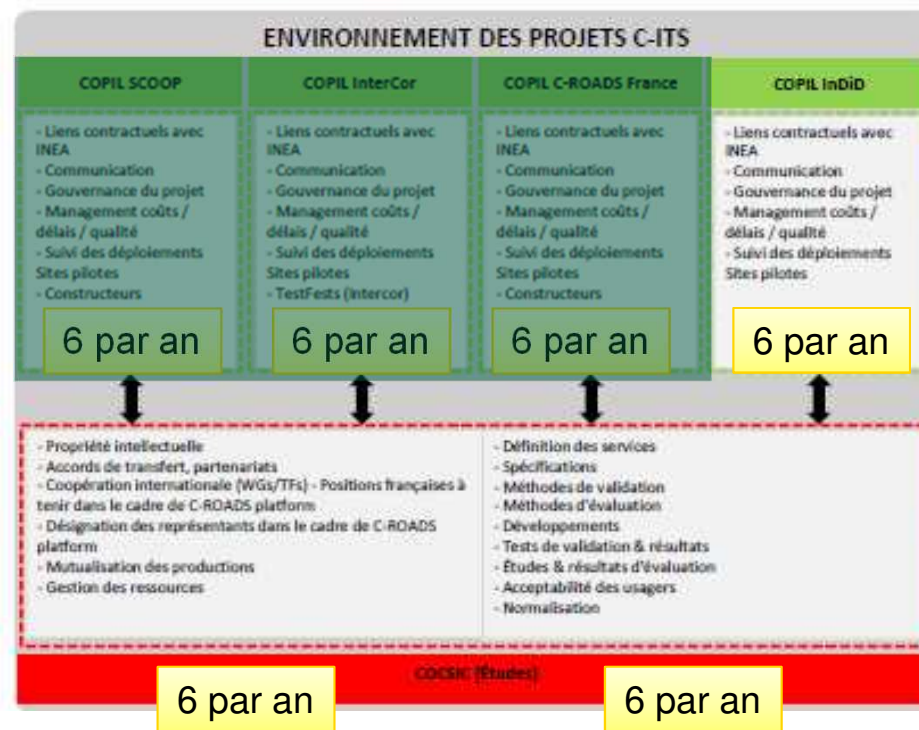 ENVIRONNEMENT DES PROJETS C-ITS
COPIL SCOOP
- Liens contractuels avec
INEA
- Communication
- Gouvernance du projet
- Management coûts /
délais / qualité
- Suivi des déploiements
Sites pilotes
- Constructeurs
6 par an
COPIL InterCor
- Liens contractuels avec
INEA
- Communication
- Gouvernance du projet
- Management coûts /
délais / qualité
- Suivi des déploiements
Sites pilotes
- TestFests (Intercor)
6 par an
COPIL C-ROADS France
- Liens contractuels avec
INEA
- Communication
- Gouvernance du projet
- Management coûts /
délais / qualité
- Suivi des déploiements
Sites pilotes
- Constructeurs
6 par an
COPIL InDiD
- Liens contractuels avec
INEA
- Communication
- Gouvernance du projet
- Management coûts /
délais / qualité
- Suivi des déploiements
Sites pilotes
6 par an
- Propriété intellectuelle
- Accords de transfert, partenariats
- Coopération internationale (WGs/TFs) - Positions françaises à
tenir dans le cadre de C-ROADS platform
- Désignation des représentants dans le cadre de C-ROADS
platform
- Mutualisation des productions
- Gestion des ressources
- Définition des services
- Spécifications
- Méthodes de validation
- Méthodes d'évaluation
- Développements
- Tests de validation & résultats
- Études & résultats d'évaluation
- Acceptabilité des usagers
- Normalisation
COCSIC (Études)
6 par an
6 par an